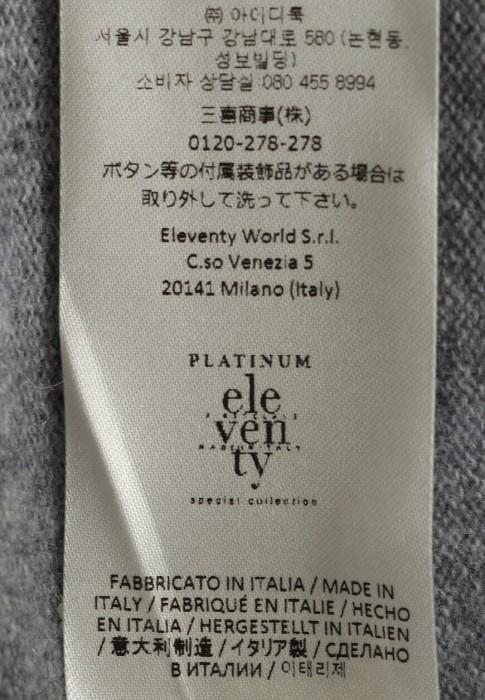 ㈜ 아이디룩
서울시 강남구 강남대로 580 (논현동,
성보빌딩)
소비자 상담실:080 455 8994
三喜商事(株)
0120-278-278
ボタン等の付属装飾品がある場合は
取り外して洗って下さい。
Eleventy World S.r.l.
C.so Venezia 5
20141 Milano (Italy)
PLATINUM
ele
ven
MADE IN ITALY
ty
special collection
FABBRICATO IN ITALIA / MADE IN
ITALY / FABRIQUÉ EN ITALIE / HECHO
EN ITALIA / HERGESTELLT IN ITALIEN
/ 意大利制造 / イタリア製 / СДЕЛАНО
В ИТАЛИИ / 이태리제